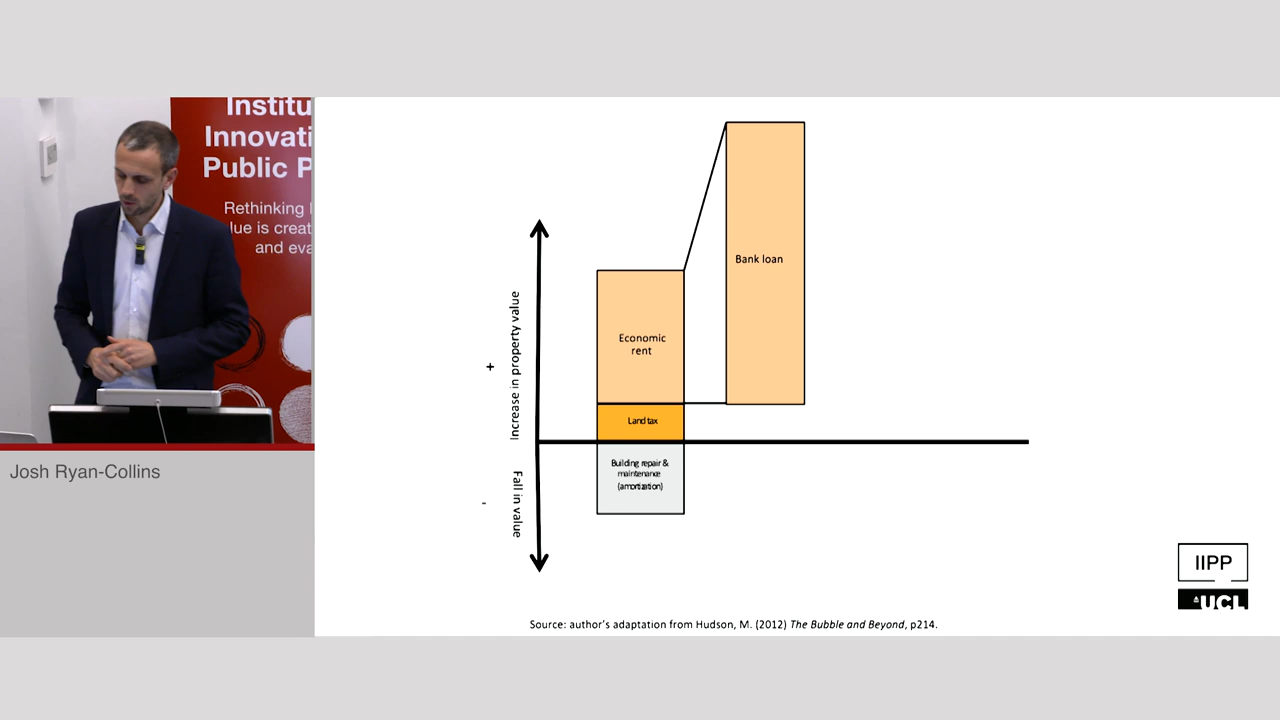 Institu
Innovati
Public P
Rethinking
lue is creat
and eva
Josh Ryan-Collins
+
Increase in property value
-
Fall in value
Bank loan
Economic
rent
Land tax
Building repair &
maintenance
(amortization)
IIPP
UCL
Source: author's adaptation from Hudson, M. (2012) The Bubble and Beyond, p214.